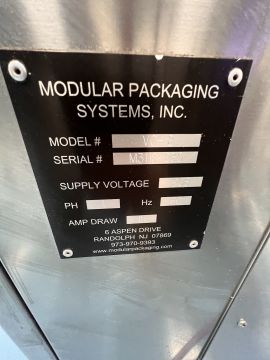 MODULAR PACKAGING
SYSTEMS, INC.
MODEL #
SERIAL #
SUPPLY VOLTAGE
PH Hz
AMP DRAW
6 ASPEN DRIVE
RANDOLPH NJ 07869
973-970-9393
www.modularpackaging.com